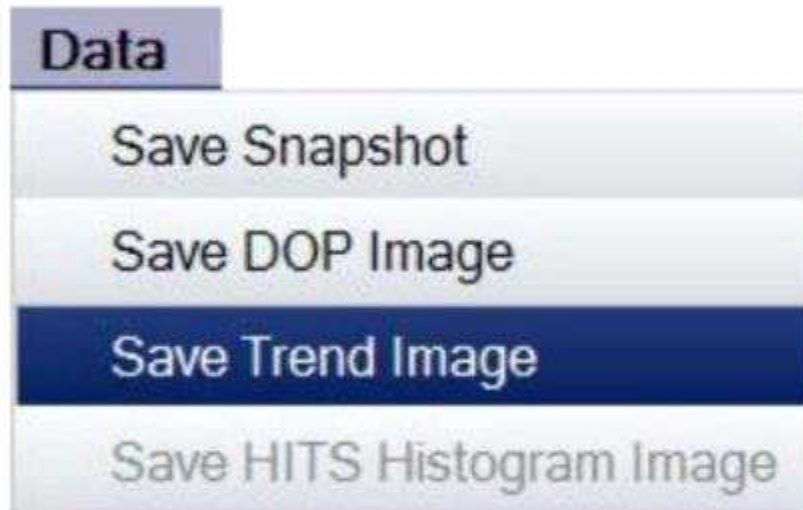 Data
Save Snapshot
Save DOP Image
Save Trend Image
Save HITS Histogram Image